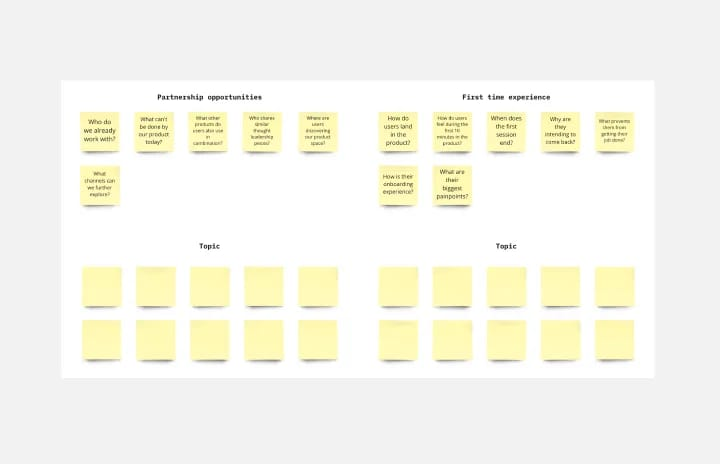 Partnership opportunities
Who do
we already
work with?
What can't
be done by
our product
today?
What other
products do
users also use
in
combination?
Who shares
similar
thought
leadership
pieces?
Where are
users
discovering
our product
space?
What
channels can
we further
explore?
First time experience
How do
users land
in the
product?
How do users
feel during the
first 10
minutes in the
product?
When does
the first
session
end?
Why are
they
intending to
come back?
What prevents
them from
getting their
job done?
How is their
onboarding
experience?
What are
their
biggest
painpoints?
Topic
Topic